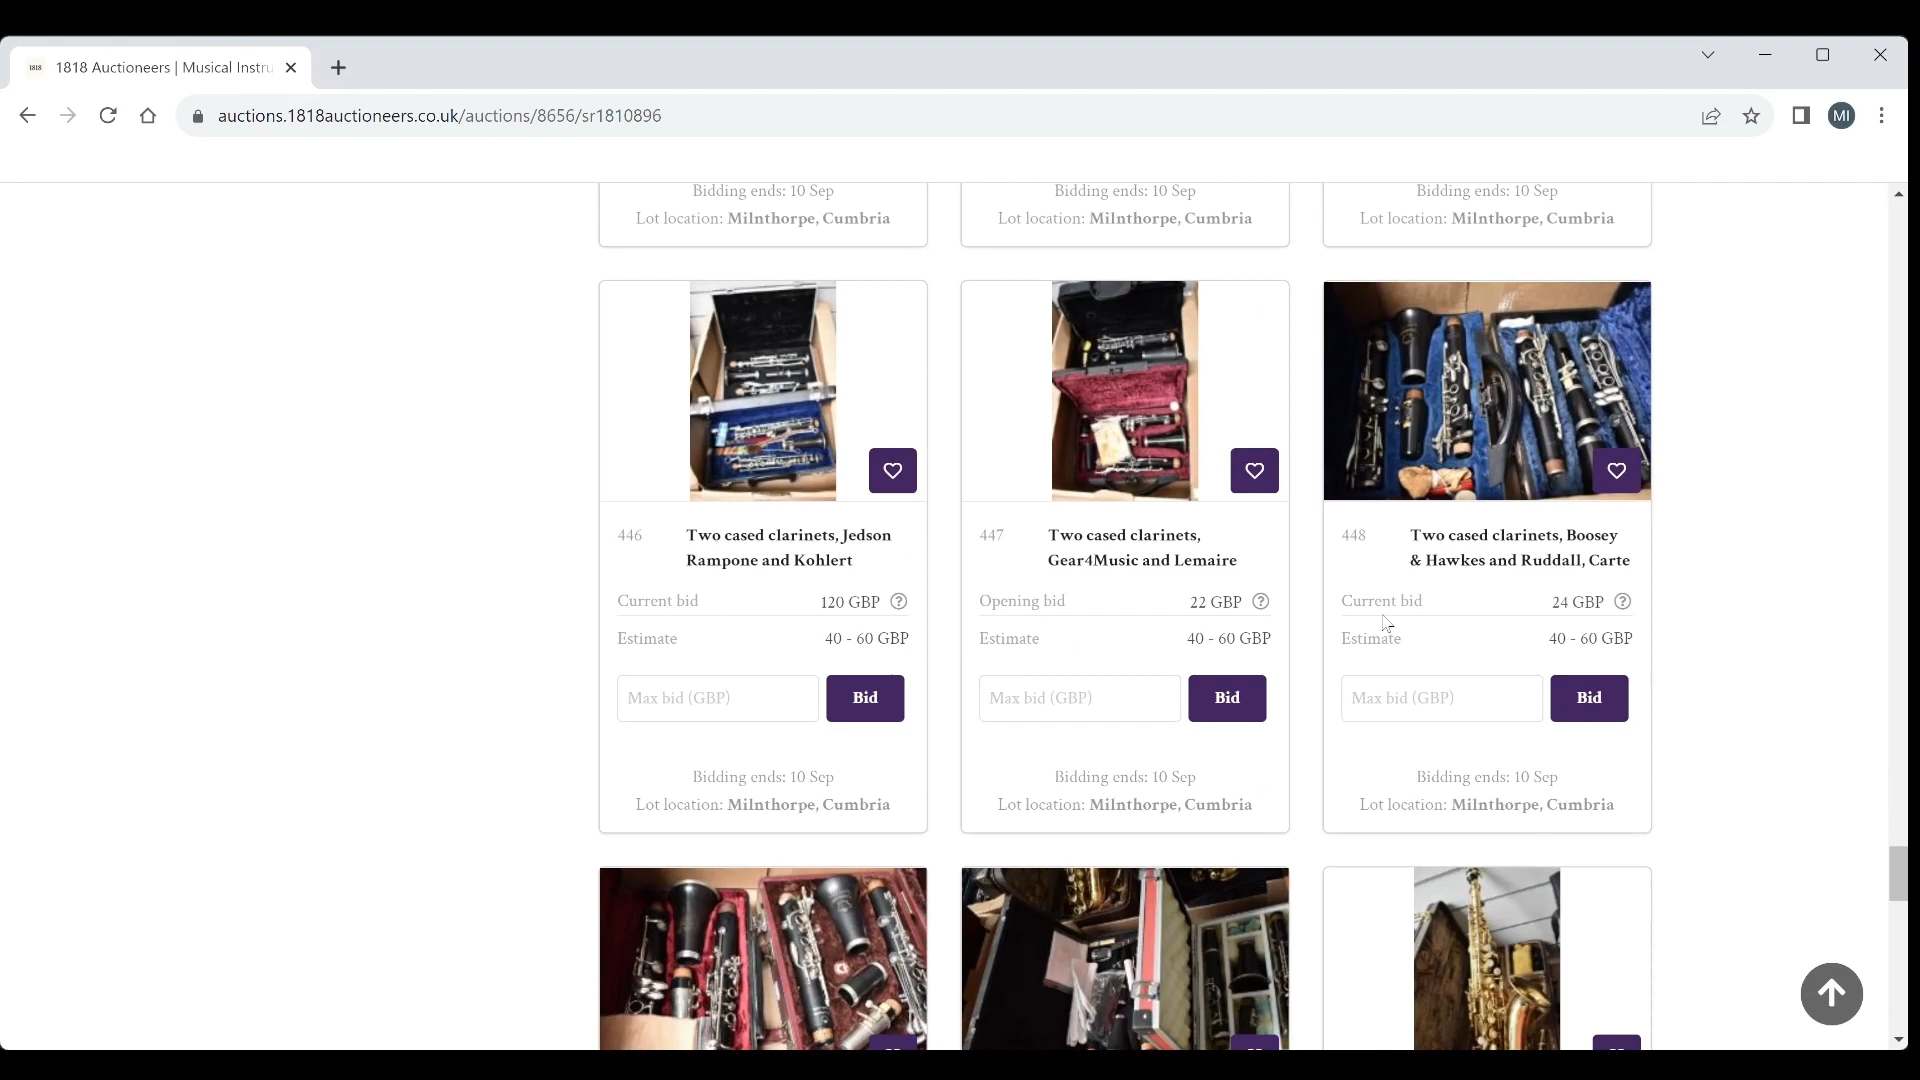 1818 Auctioneers | Musical Instru
auctions.1818auctioneers.co.uk/auctions/8656/sr1810896
MI
Bidding ends: 10 Sep
Lot location: Milnthorpe, Cumbria
Bidding ends: 10 Sep
Lot location: Milnthorpe, Cumbria
Bidding ends: 10 Sep
Lot location: Milnthorpe, Cumbria
446
Two cased clarinets, Jedson
Rampone and Kohlert
Current bid
120 GBP
Estimate
40 - 60 GBP
Max bid (GBP)
Bid
Bidding ends: 10 Sep
Lot location: Milnthorpe, Cumbria
447
Two cased clarinets,
Gear4Music and Lemaire
Opening bid
22 GBP
Estimate
40 - 60 GBP
Max bid (GBP)
Bid
Bidding ends: 10 Sep
Lot location: Milnthorpe, Cumbria
448
Two cased clarinets, Boosey
& Hawkes and Ruddall, Carte
Current bid
24 GBP
Estimate
40 - 60 GBP
Max bid (GBP)
Bid
Bidding ends: 10 Sep
Lot location: Milnthorpe, Cumbria